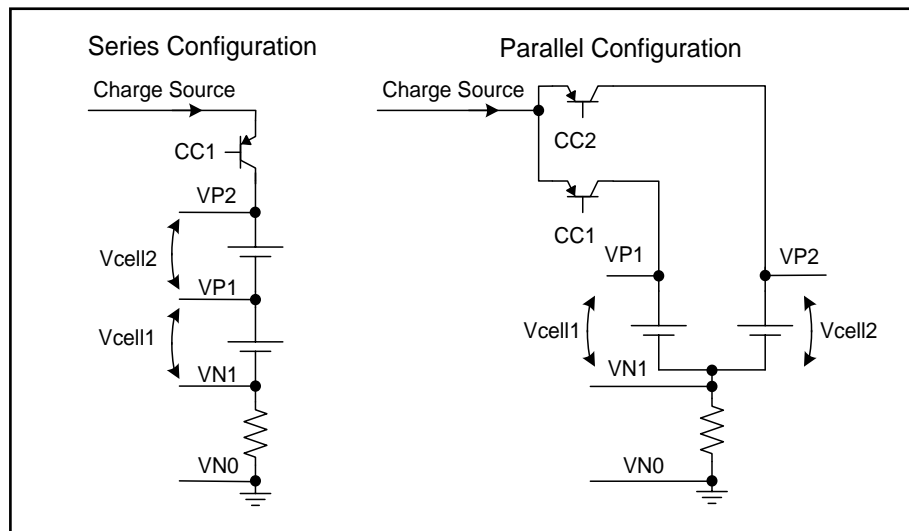 Series Configuration
Charge Source
CC1
VP2
Vcell2
VP1
Vcell1
VN1
VN0
Parallel Configuration
Charge Source
CC2
CC1
VP1
VP2
Vcell1
Vcell2
VN1
VN0